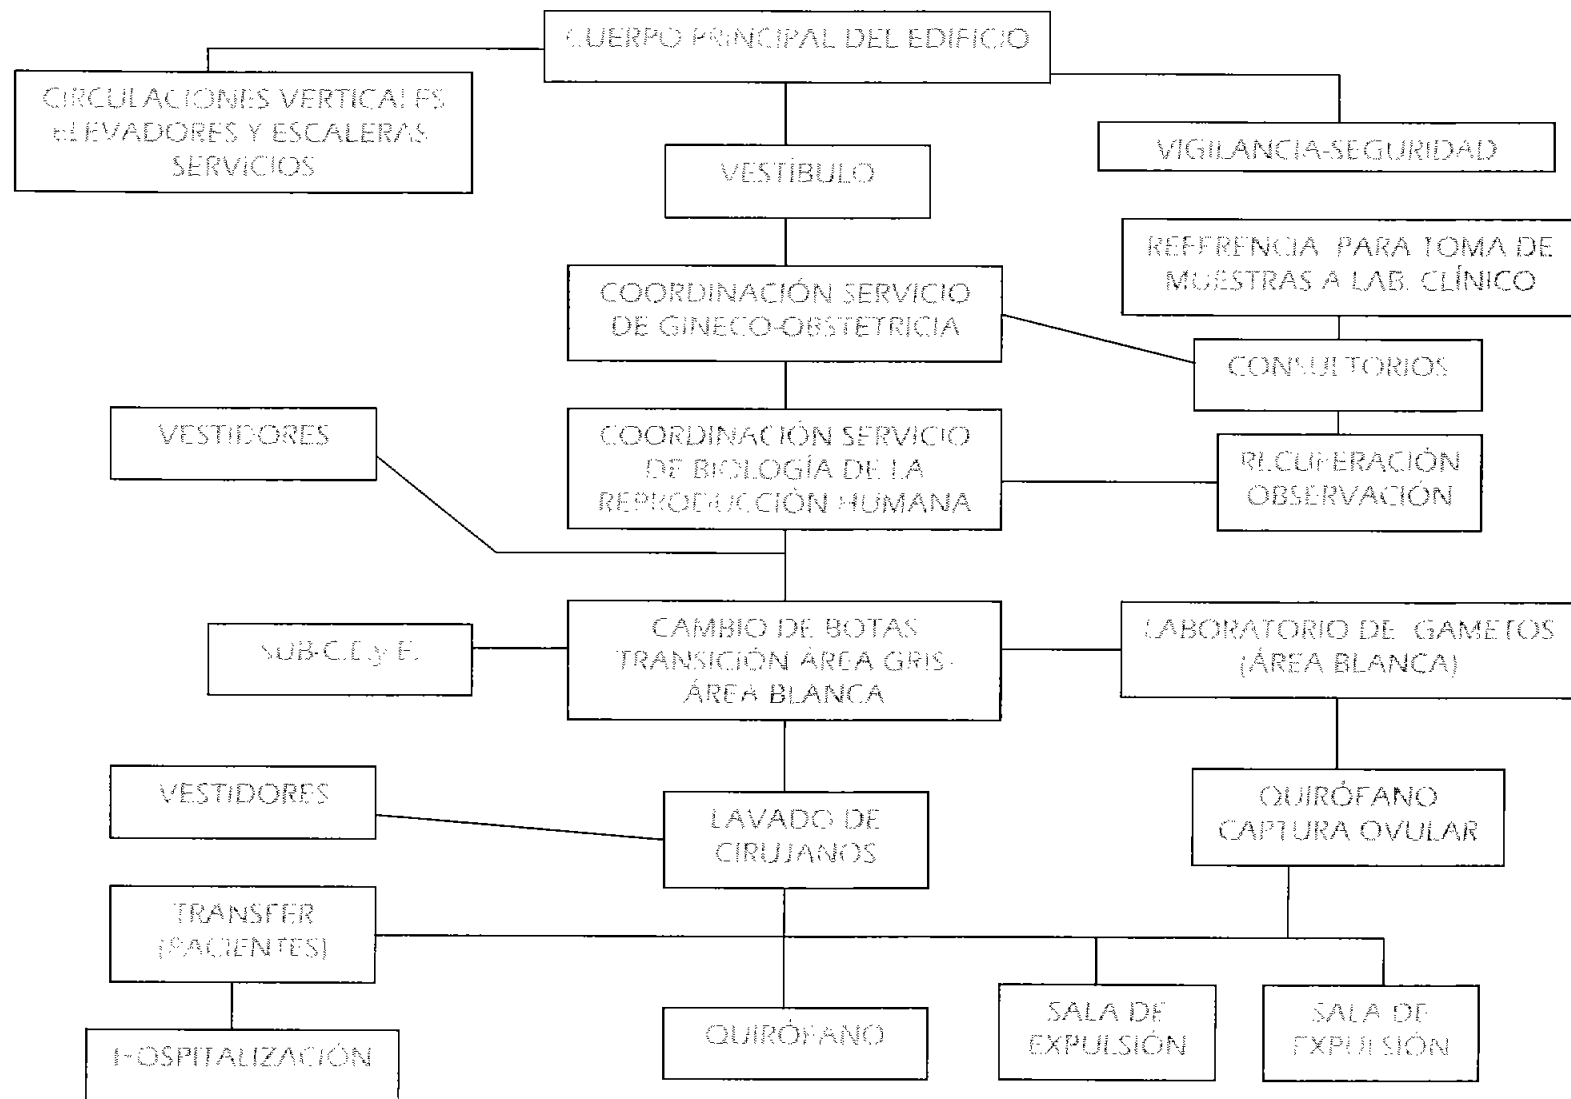 CUERPO PRINCIPAL DEL EDIFICIO
CIRCULACIONES VERTICALES
ELEVADORES Y ESCALERAS
SERVICIOS
VIGILANCIA-SEGURIDAD
VESTÍBULO
REFERENCIA PARA TOMA DE
MUESTRAS A LAB. CLÍNICO
COORDINACIÓN SERVICIO
DE GINECO-OBSTETRICIA
CONSULTORIOS
VESTIDORES
COORDINACIÓN SERVICIO
DE BIOLOGÍA DE LA
REPRODUCCIÓN HUMANA
RECUPERACIÓN
OBSERVACIÓN
SUB-C.E.y E.
CAMBIO DE BOTAS
TRANSICIÓN ÁREA GRIS-
ÁREA BLANCA
LABORATORIO DE GAMETOS
(ÁREA BLANCA)
VESTIDORES
LAVADO DE
CIRUJANOS
QUIRÓFANO
CAPTURA OVULAR
TRANSFER
(PACIENTES)
HOSPITALIZACIÓN
QUIRÓFANO
SALA DE
EXPULSIÓN
SALA DE
EXPULSIÓN